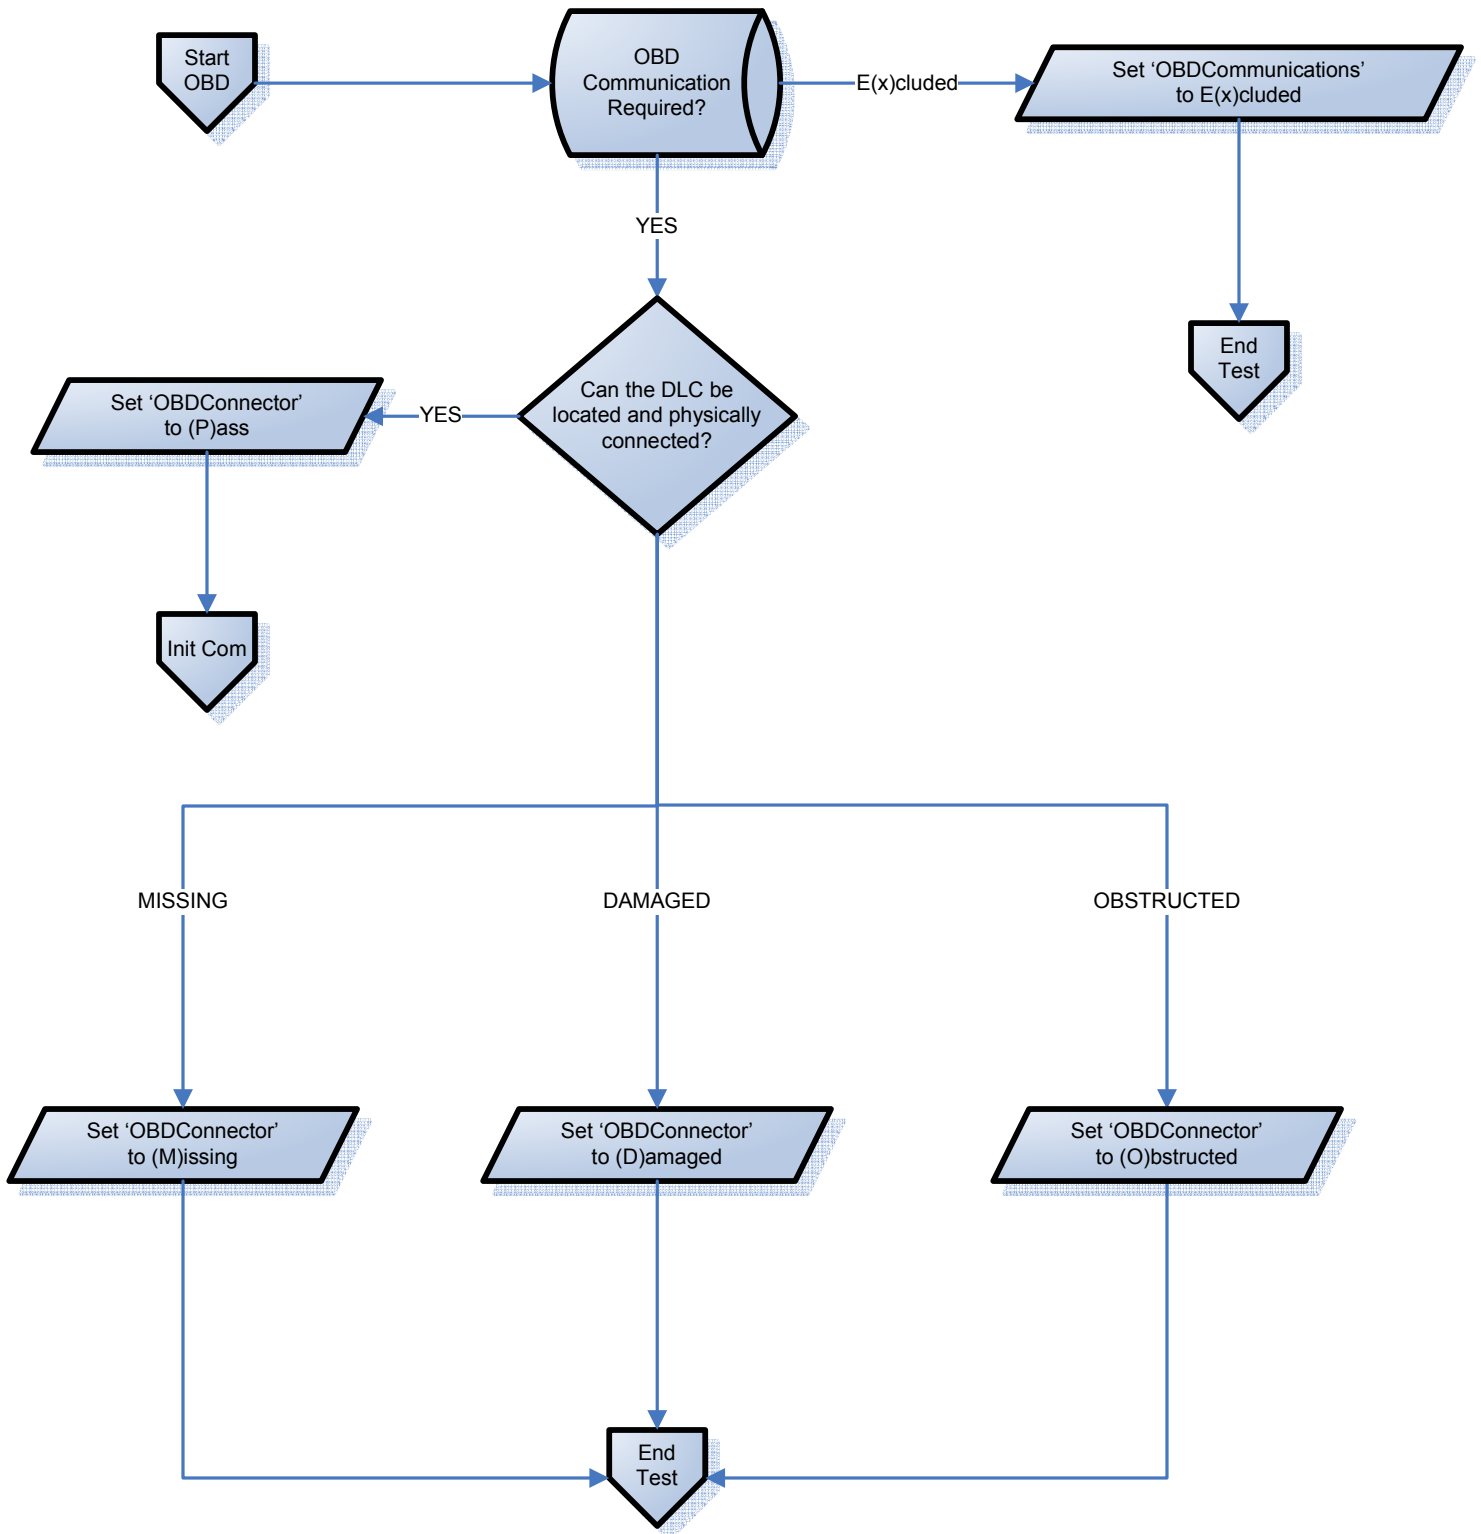 Start
OBD
OBD
Communication
Required?
E(x)cluded
Set ‘OBDCommunications’
to E(x)cluded
YES
End
Test
Can the DLC be
located and physically
connected?
YES
Set ‘OBDConnector’
to (P)ass
Init Com
MISSING
DAMAGED
OBSTRUCTED
Set ‘OBDConnector’
to (M)issing
Set ‘OBDConnector’
to (D)amaged
Set ‘OBDConnector’
to (O)bstructed
End
Test